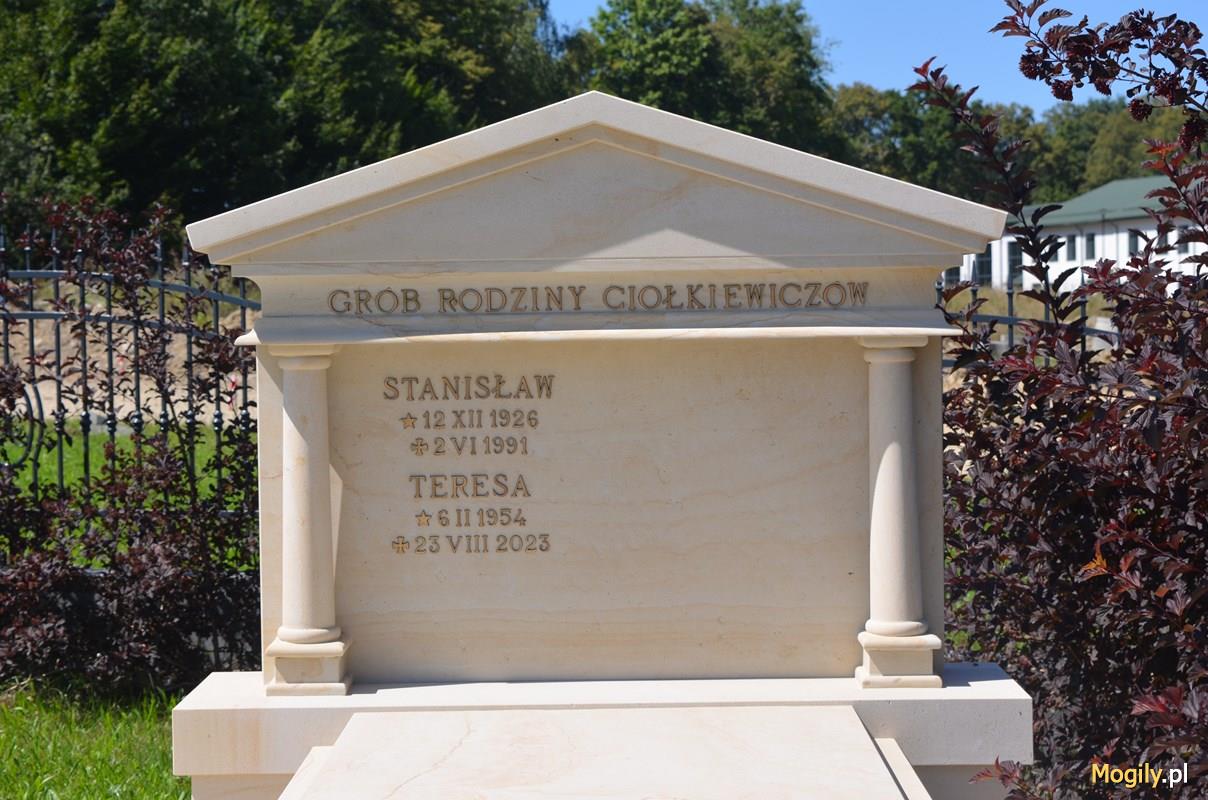 GRÓB RODZINY CIOŁKIEWICZÓW
STANISŁAW
☆ 12 XII 1926
✠ 2 VI 1991
TERESA
☆ 6 II 1954
✠ 23 VIII 2023
Mogily.pl